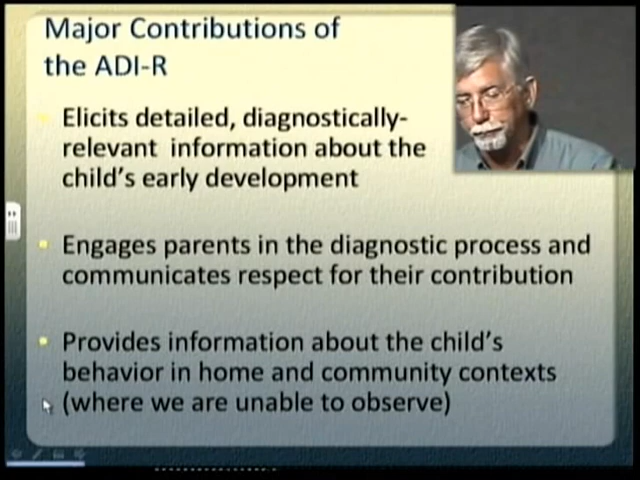 Major Contributions of
the ADI-R
Elicits detailed, diagnostically-
relevant information about the
child's early development
Engages parents in the diagnostic process and
communicates respect for their contribution
Provides information about the child's
behavior in home and community contexts
(where we are unable to observe)